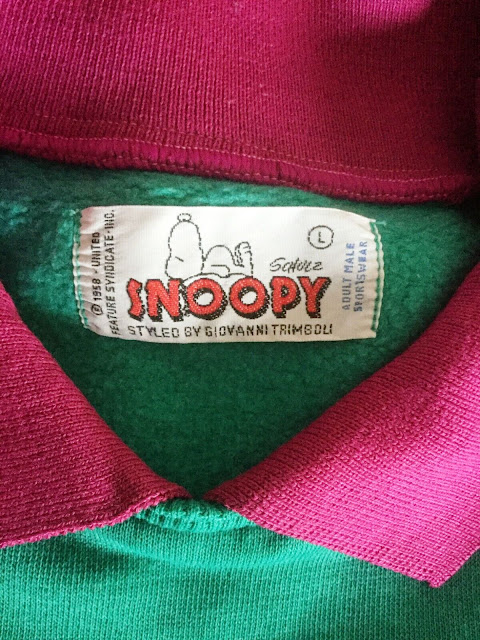 © 1958 - UNITED
FEATURE SYNDICATE - INC.
L
SCHULZ
SNOOPY
STYLED BY GIOVANNI TRIMBOLI
ADULT MALE
SPORTSWEAR